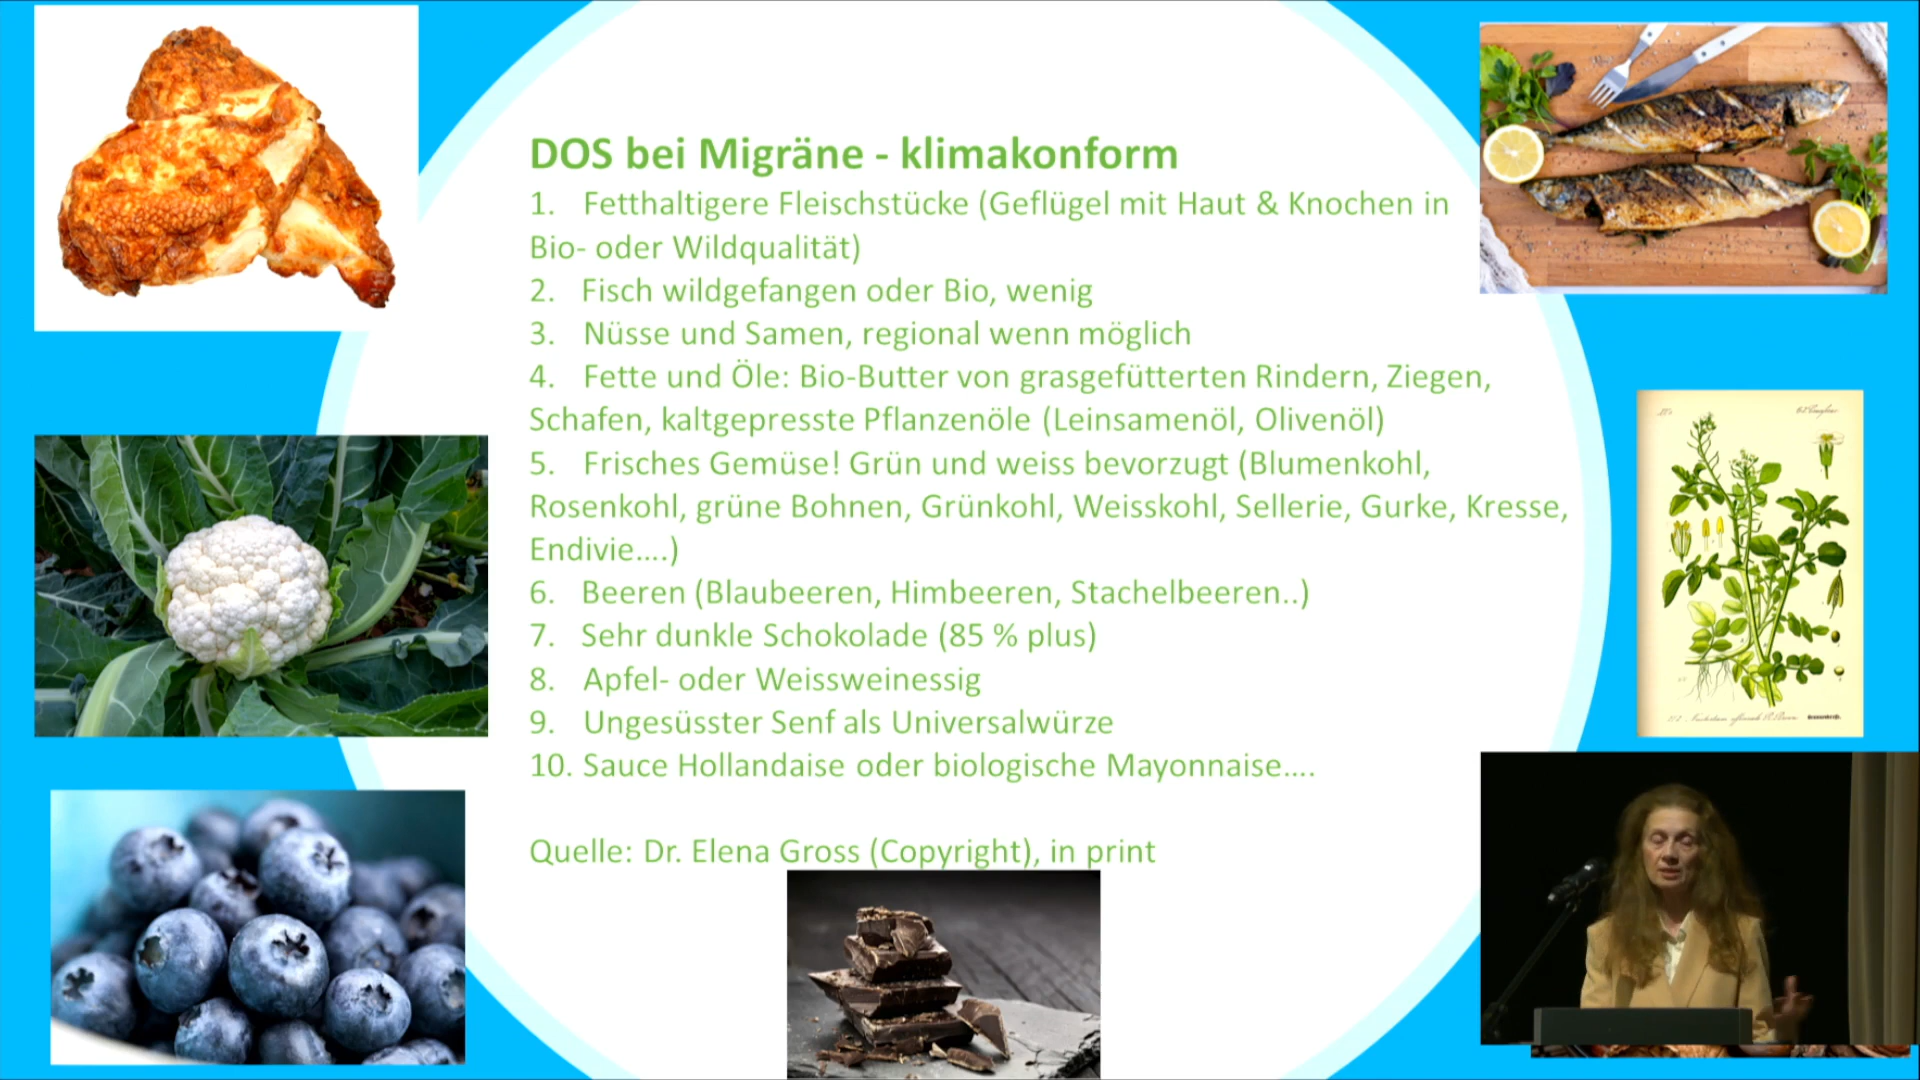 DOS bei Migräne - klimakonform
1. Fetthaltigere Fleischstücke (Geflügel mit Haut & Knochen in
Bio- oder Wildqualität)
2. Fisch wildgefangen oder Bio, wenig
3. Nüsse und Samen, regional wenn möglich
4. Fette und Öle: Bio-Butter von grasgefütterten Rindern, Ziegen,
Schafen, kaltgepresste Pflanzenöle (Leinsamenöl, Olivenöl)
5. Frisches Gemüse! Grün und weiss bevorzugt (Blumenkohl,
Rosenkohl, grüne Bohnen, Grünkohl, Weisskohl, Sellerie, Gurke, Kresse,
Endivie....)
6. Beeren (Blaubeeren, Himbeeren, Stachelbeeren..)
7. Sehr dunkle Schokolade (85 % plus)
8. Apfel- oder Weissweinessig
9. Ungesüsster Senf als Universalwürze
10. Sauce Hollandaise oder biologische Mayonnaise....
Quelle: Dr. Elena Gross (Copyright), in print